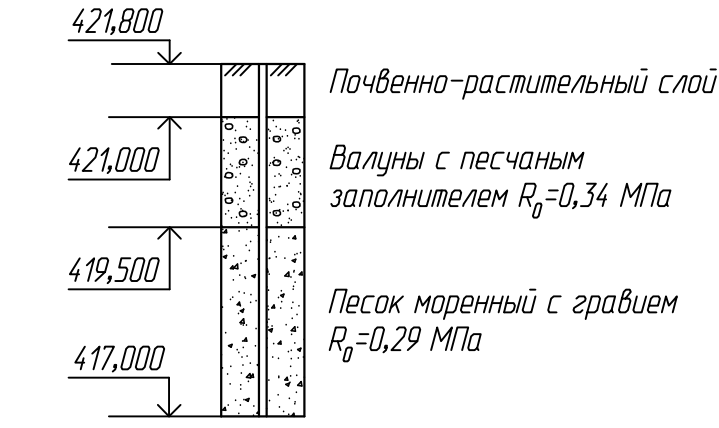 421,800
Почвенно-растительный слой
421,000
Валуны с песчаным
заполнителем R₀=0,34 МПа
419,500
Песок моренный с гравием
R₀=0,29 МПа
417,000